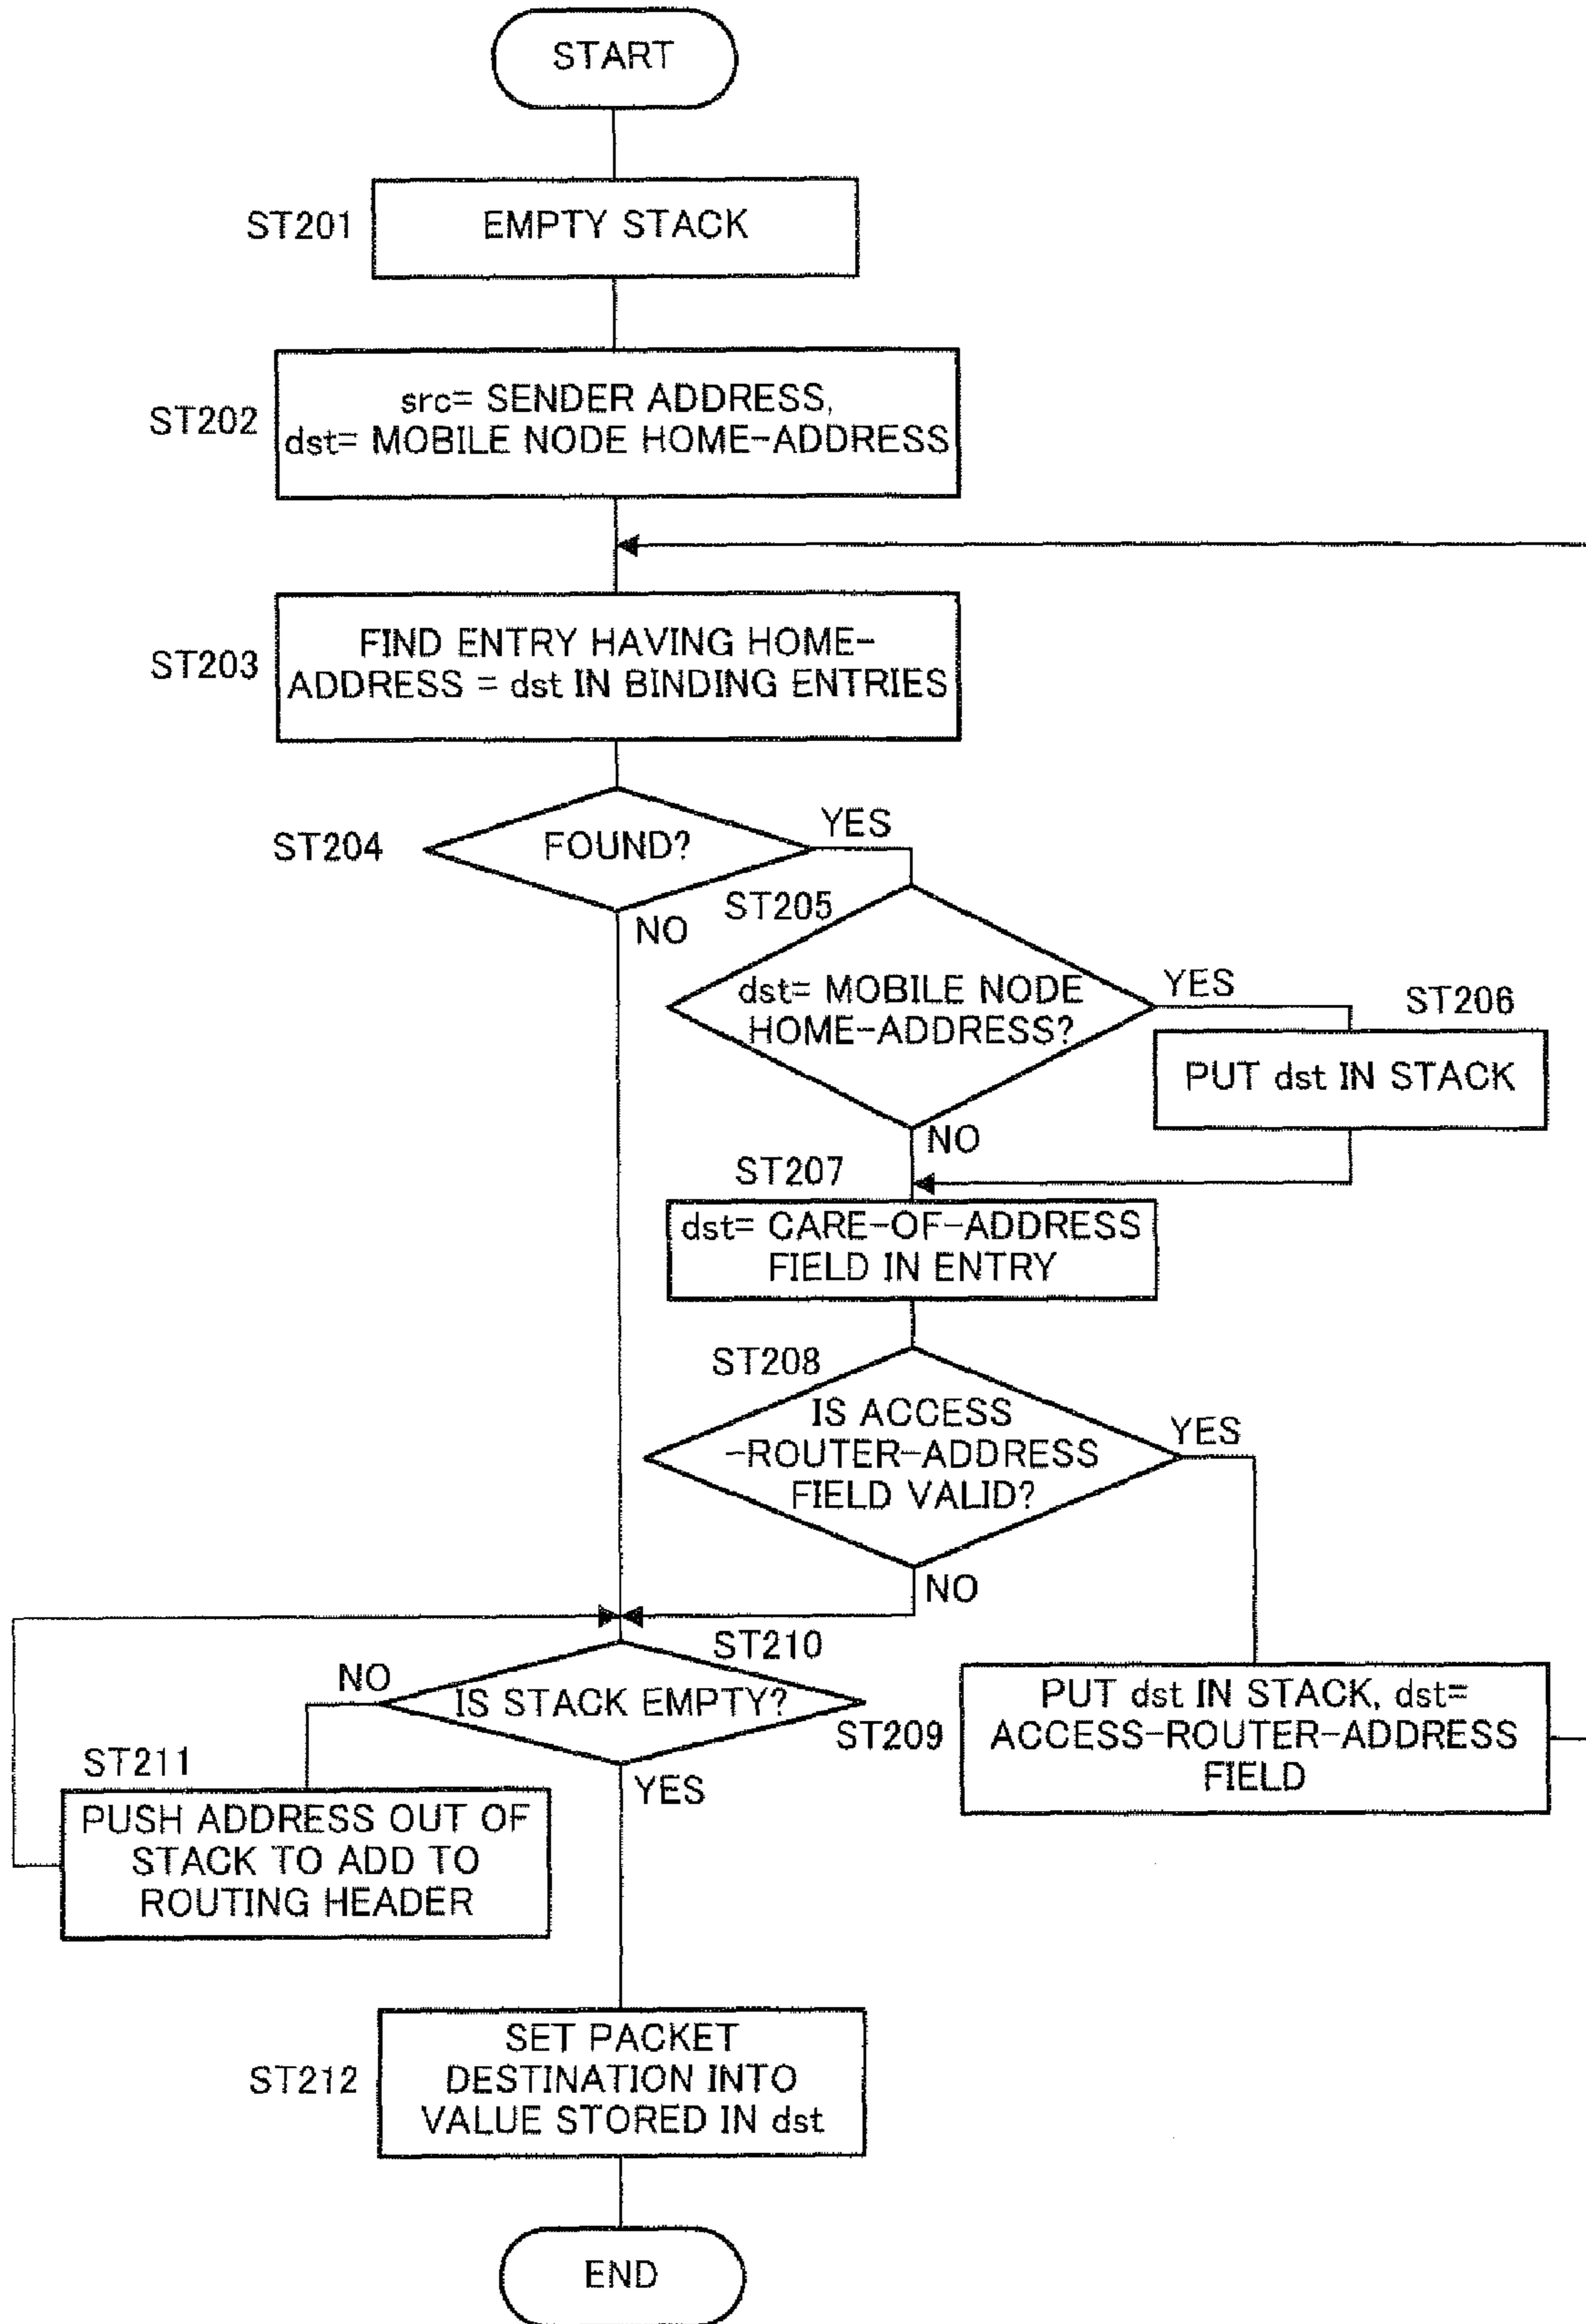 START
ST201
EMPTY STACK
ST202
src= SENDER ADDRESS,
dst= MOBILE NODE HOME-ADDRESS
ST203
FIND ENTRY HAVING HOME-
ADDRESS = dst IN BINDING ENTRIES
ST204
FOUND?
YES
NO
ST205
dst= MOBILE NODE
HOME-ADDRESS?
YES
ST206
PUT dst IN STACK
NO
ST207
dst= CARE-OF-ADDRESS
FIELD IN ENTRY
ST208
IS ACCESS
-ROUTER-ADDRESS
FIELD VALID?
YES
NO
ST210
NO
IS STACK EMPTY?
ST209
PUT dst IN STACK, dst=
ACCESS-ROUTER-ADDRESS
FIELD
YES
ST211
PUSH ADDRESS OUT OF
STACK TO ADD TO
ROUTING HEADER
ST212
SET PACKET
DESTINATION INTO
VALUE STORED IN dst
END